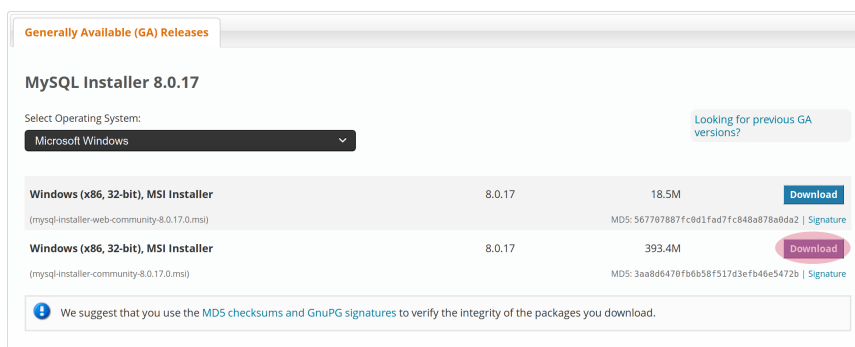 Generally Available (GA) Releases
MySQL Installer 8.0.17
Select Operating System:
Looking for previous GA
versions?
Microsoft Windows
Windows (x86, 32-bit), MSI Installer 8.0.17 18.5M Download
(mysql-installer-web-community-8.0.17.0.msi) MD5: 567707887fc0d1fad7fc848a878a0da2 | Signature
Windows (x86, 32-bit), MSI Installer 8.0.17 393.4M Download
(mysql-installer-community-8.0.17.0.msi) MD5: 3aa8d6470fb6b58f517d3efb46e5472b | Signature
We suggest that you use the MD5 checksums and GnuPG signatures to verify the integrity of the packages you download.